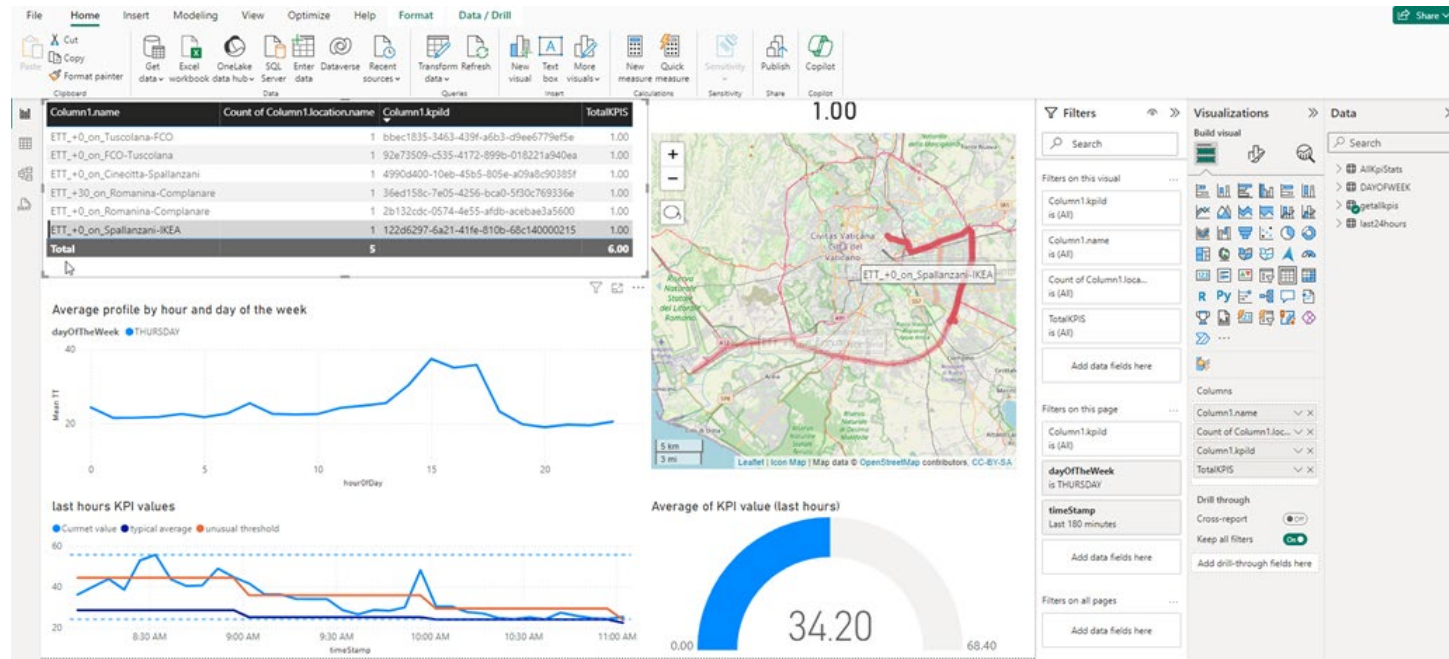 File Home Insert Modeling View Optimize Help Format Data / Drill
Share
Paste
Cut
Copy
Format painter
Clipboard
Get data
Excel workbook
OneLake data hub
SQL Server
Enter data
Dataverse
Recent sources
Data
Transform data
Refresh
Queries
New visual
Text box
More visuals
Insert
New measure
Quick measure
Calculations
Sensitivity
Sensitivity
Publish
Share
Copilot
Copilot
Column1.name Count of Column1.location.name Column1.kpiId TotalKPIS
ETT_+0_on_Tuscolana-FCO 1 bbec1835-3463-439f-a6b3-d9ee6779ef5e 1.00
ETT_+0_on_FCO-Tuscolana 1 92e73509-c535-4172-899b-018221a940ea 1.00
ETT_+0_on_Cinecitta-Spallanzani 1 4990d400-10eb-45b5-805e-a09a8c90385f 1.00
ETT_+30_on_Romanina-Complanare 1 36ed158c-7e05-4256-bca0-5f30c769336e 1.00
ETT_+0_on_Romanina-Complanare 1 2b132cdc-0574-4e55-afdb-acebae3a5600 1.00
ETT_+0_on_Spallanzani-IKEA 1 122d6297-6a21-41fe-810b-68c140000215 1.00
Total 5 6.00
1.00
+
−
Civitas Vaticana
Città del
Vaticano
ETT_+0_on_Spallanzani-IKEA
Riserva
Naturale
Statale
del Litorale
Romano
5 km
3 mi
Leaflet | Icon Map | Map data © OpenStreetMap contributors, CC-BY-SA
Average profile by hour and day of the week
dayOfTheWeek THURSDAY
40
20
Mean TT
0 5 10 15 20
hourOfDay
last hours KPI values
Currnet value typical average unusual threshold
60
40
20
8:30 AM 9:00 AM 9:30 AM 10:00 AM 10:30 AM 11:00 AM
timeStamp
Average of KPI value (last hours)
34.20
0.00 68.40
Filters
Search
Filters on this visual
Column1.kpiId
is (All)
Column1.name
is (All)
Count of Column1.loca...
is (All)
TotalKPIS
is (All)
Add data fields here
Filters on this page
Column1.kpiId
is (All)
dayOfTheWeek
is THURSDAY
timeStamp
Last 180 minutes
Add data fields here
Filters on all pages
Add data fields here
Visualizations
Build visual
R Py
Columns
Column1.name
Count of Column1.loc...
Column1.kpiId
TotalKPIS
Drill through
Cross-report Off
Keep all filters On
Add drill-through fields here
Data
Search
AllKpiStats
DAYOFWEEK
getallkpis
last24hours